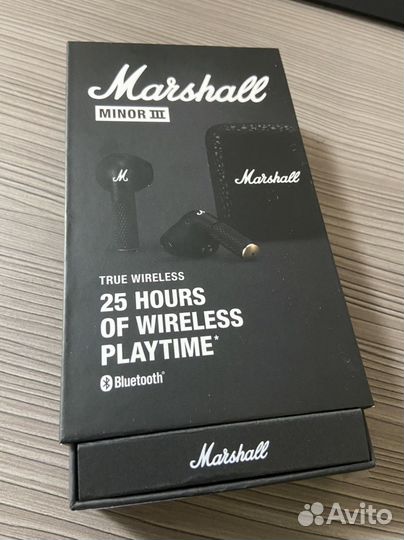 Marshall
MINOR III
M
Marshall
TRUE WIRELESS
25 HOURS
OF WIRELESS
PLAYTIME*
Bluetooth®
Marshall
Avito